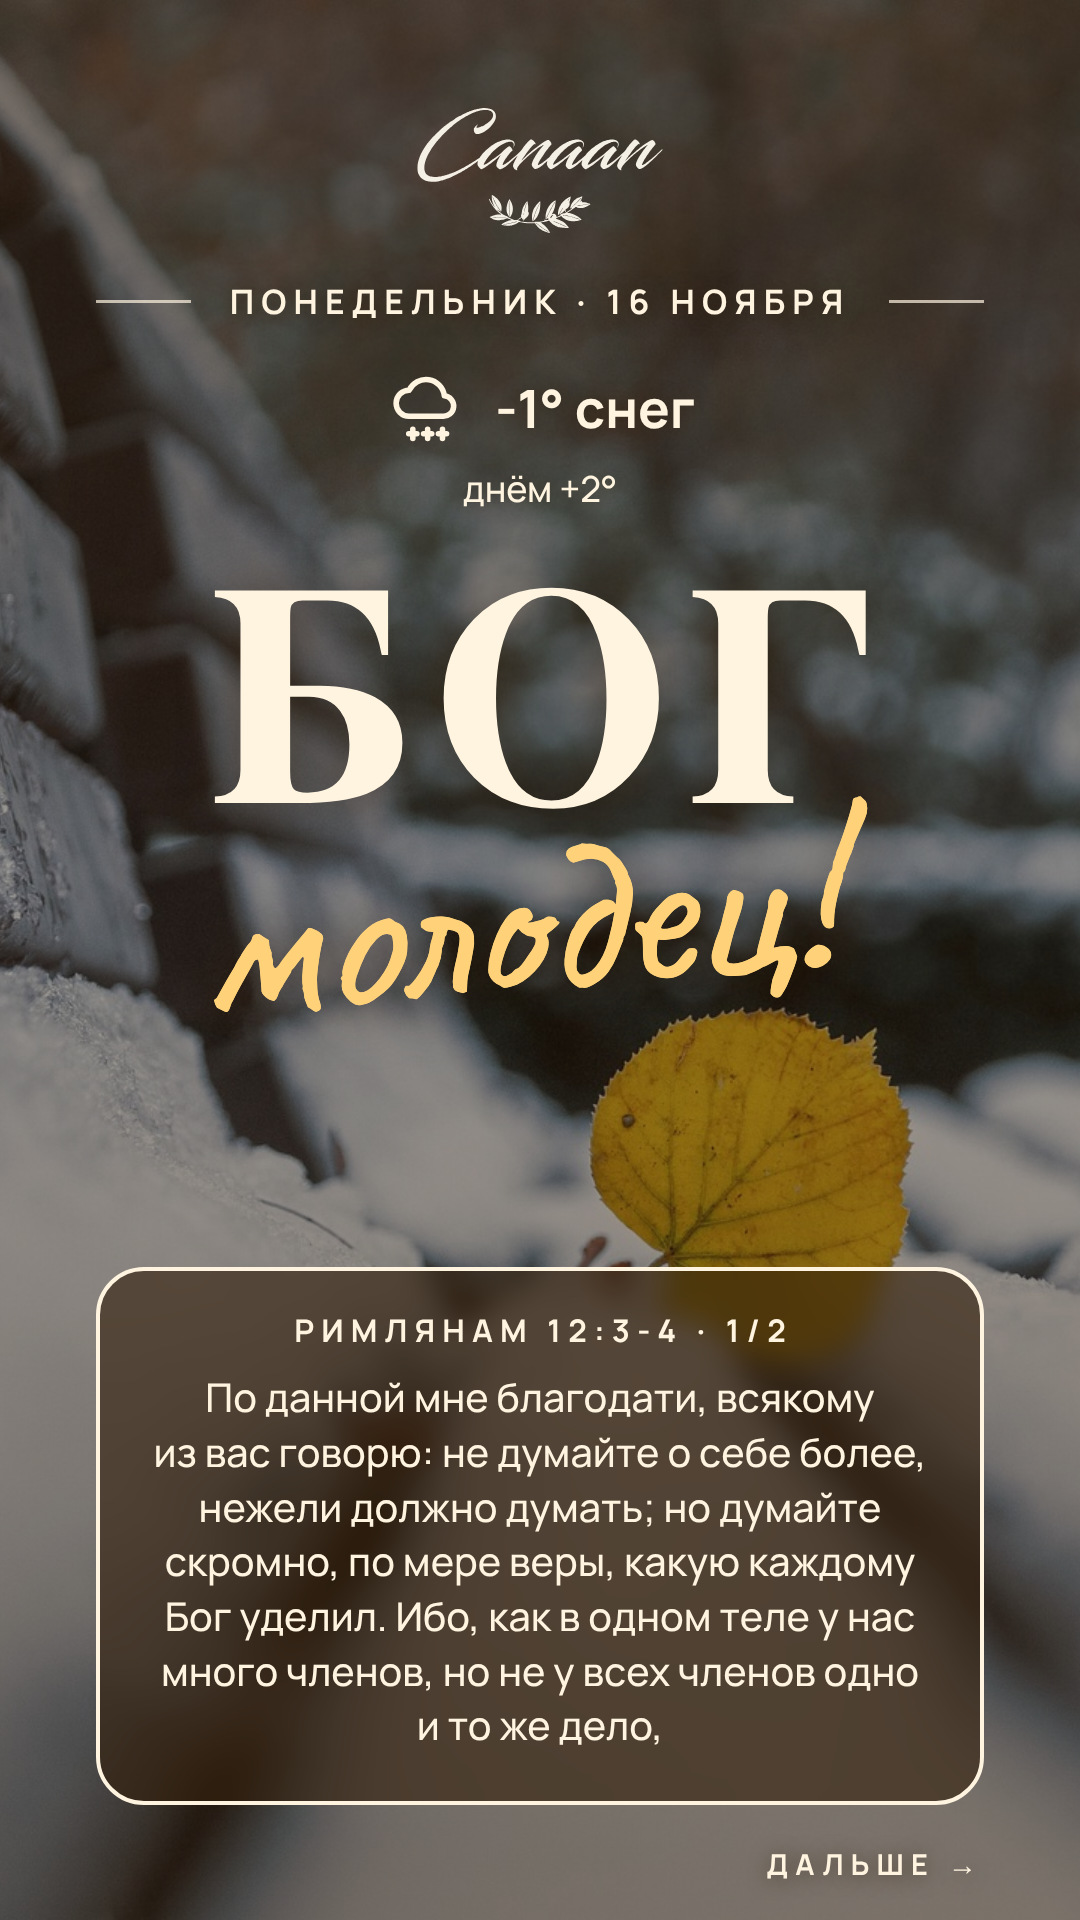 Canaan
ПОНЕДЕЛЬНИК · 16 НОЯБРЯ
-1° снег
днём +2°
БОГ
молодец!
РИМЛЯНАМ 12:3-4 · 1/2
По данной мне благодати, всякому
из вас говорю: не думайте о себе более,
нежели должно думать; но думайте
скромно, по мере веры, какую каждому
Бог уделил. Ибо, как в одном теле у нас
много членов, но не у всех членов одно
и то же дело,
ДАЛЬШЕ →